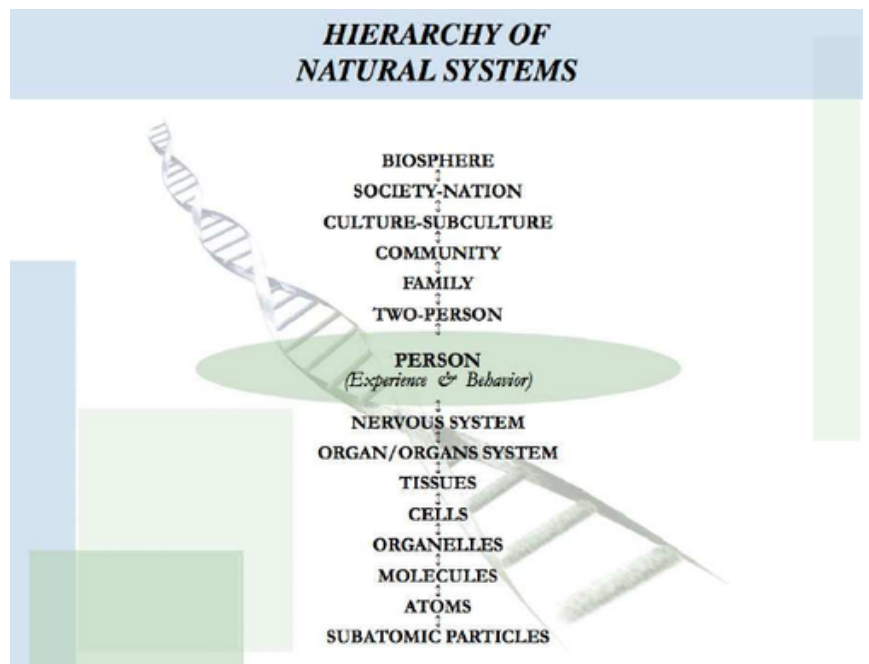 HIERARCHY OF
NATURAL SYSTEMS
BIOSPHERE
SOCIETY-NATION
CULTURE-SUBCULTURE
COMMUNITY
FAMILY
TWO-PERSON
PERSON
(Experience & Behavior)
NERVOUS SYSTEM
ORGAN/ORGANS SYSTEM
TISSUES
CELLS
ORGANELLES
MOLECULES
ATOMS
SUBATOMIC PARTICLES